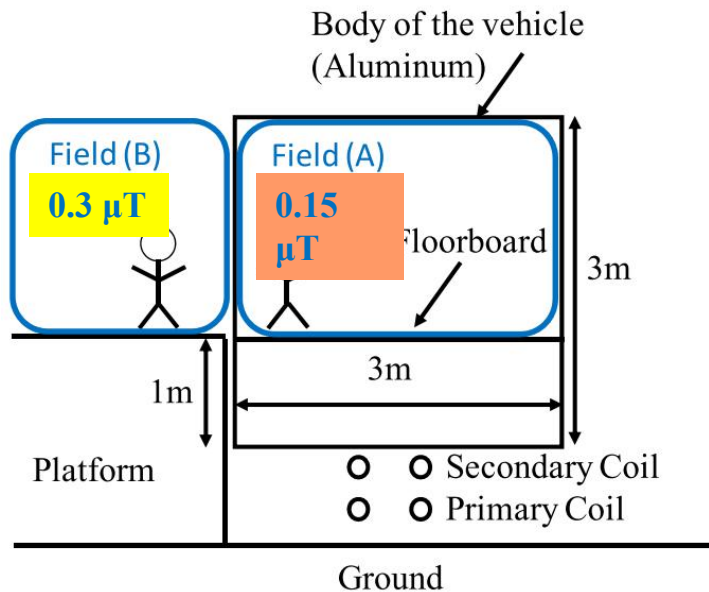 Body of the vehicle
(Aluminum)
Field (B)
Field (A)
0.3 µT
0.15
µT
Floorboard
3m
3m
1m
Platform
Secondary Coil
Primary Coil
Ground